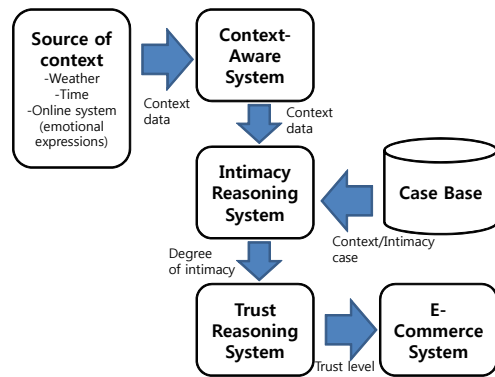 Source of
context
-Weather
-Time
-Online system
(emotional
expressions)
Context
data
Context-
Aware
System
Context
data
Intimacy
Reasoning
System
Case Base
Context/Intimacy
case
Degree
of intimacy
Trust
Reasoning
System
Trust level
E-
Commerce
System